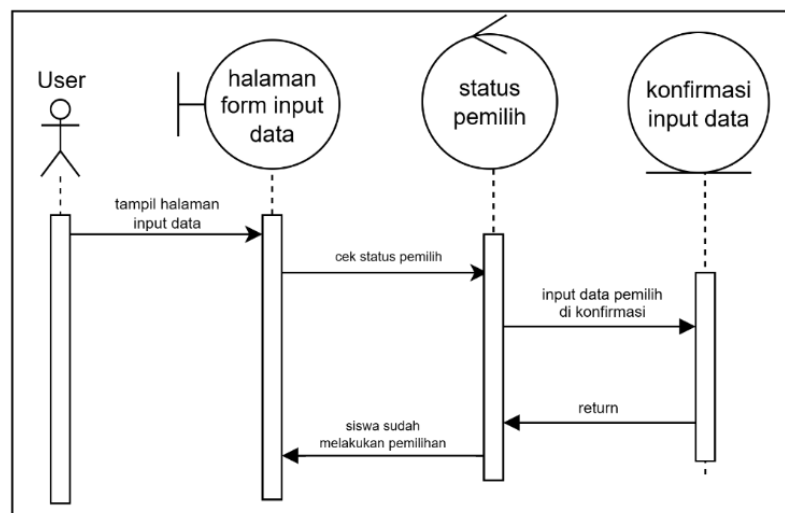 User
halaman
form input
data
status
pemilih
konfirmasi
input data
tampil halaman
input data
cek status pemilih
input data pemilih
di konfirmasi
return
siswa sudah
melakukan pemilihan